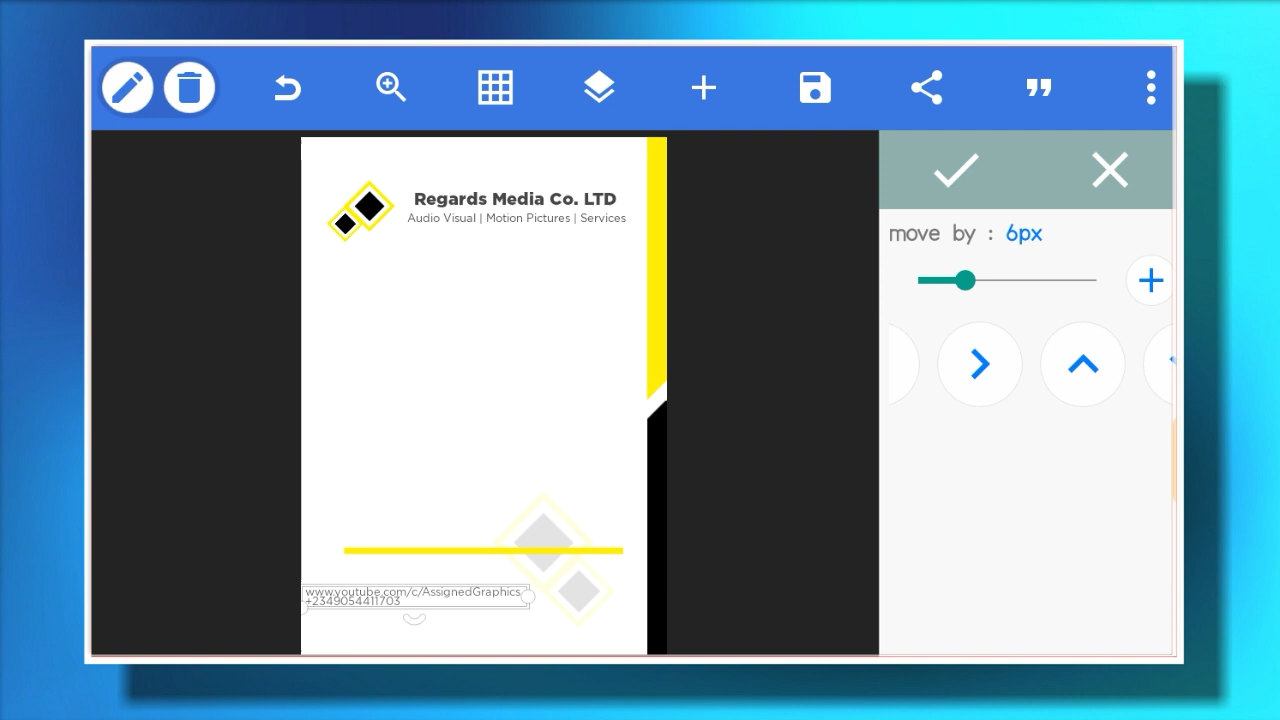 Regards Media Co. LTD
Audio Visual | Motion Pictures | Services
move by : 6px
www.youtube.com/c/AssignedGraphics
+2349054411703